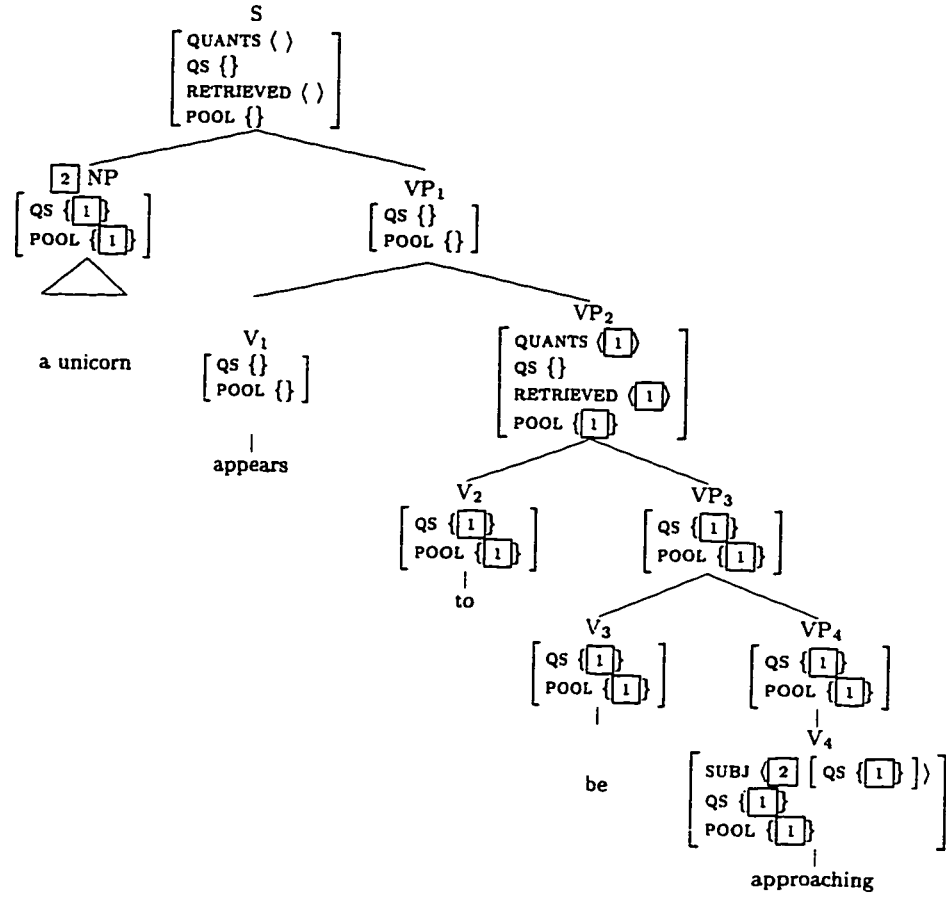 S
QUANTS ⟨ ⟩
QS {}
RETRIEVED ⟨ ⟩
POOL {}
2 NP
QS {1}
POOL {1}
a unicorn
VP1
QS {}
POOL {}
V1
QS {}
POOL {}
appears
VP2
QUANTS ⟨1⟩
QS {}
RETRIEVED ⟨1⟩
POOL {1}
V2
QS {1}
POOL {1}
to
VP3
QS {1}
POOL {1}
V3
QS {1}
POOL {1}
be
VP4
QS {1}
POOL {1}
V4
SUBJ ⟨2 [QS {1}]⟩
QS {1}
POOL {1}
approaching